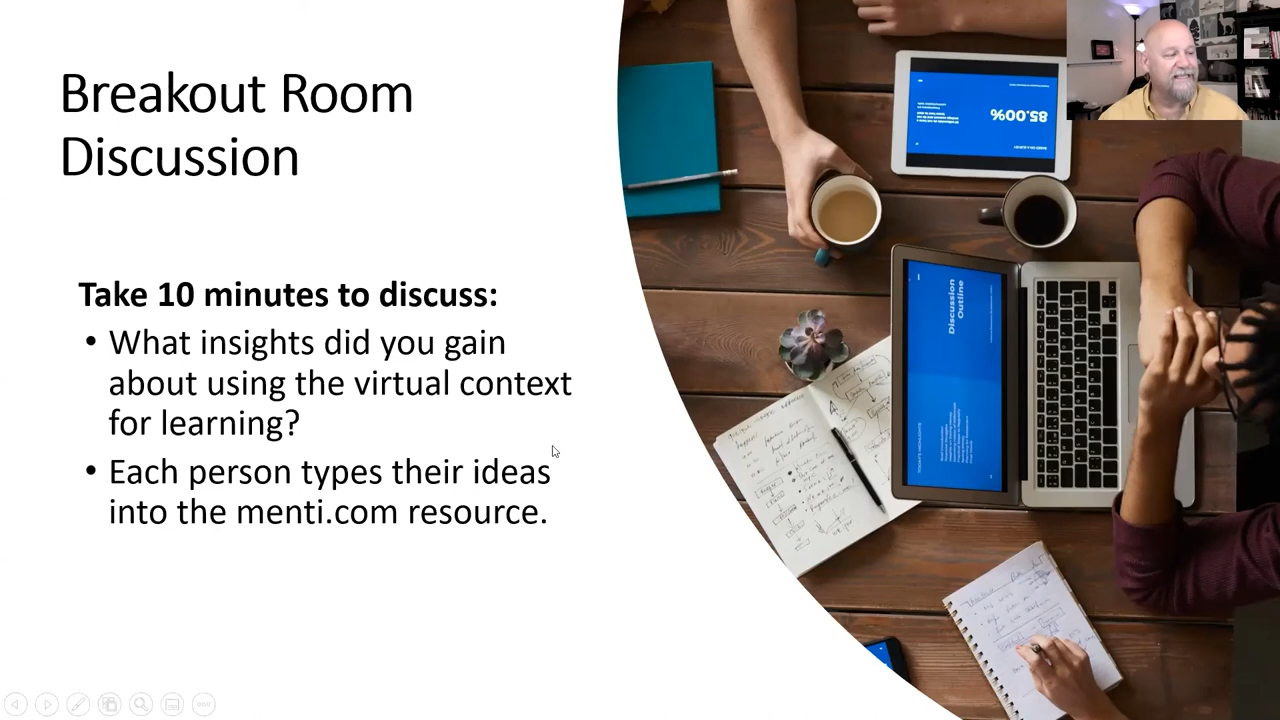 Breakout Room
Discussion
Take 10 minutes to discuss:
• What insights did you gain
about using the virtual context
for learning?
• Each person types their ideas
into the menti.com resource.
85.00%
Discussion
Outline